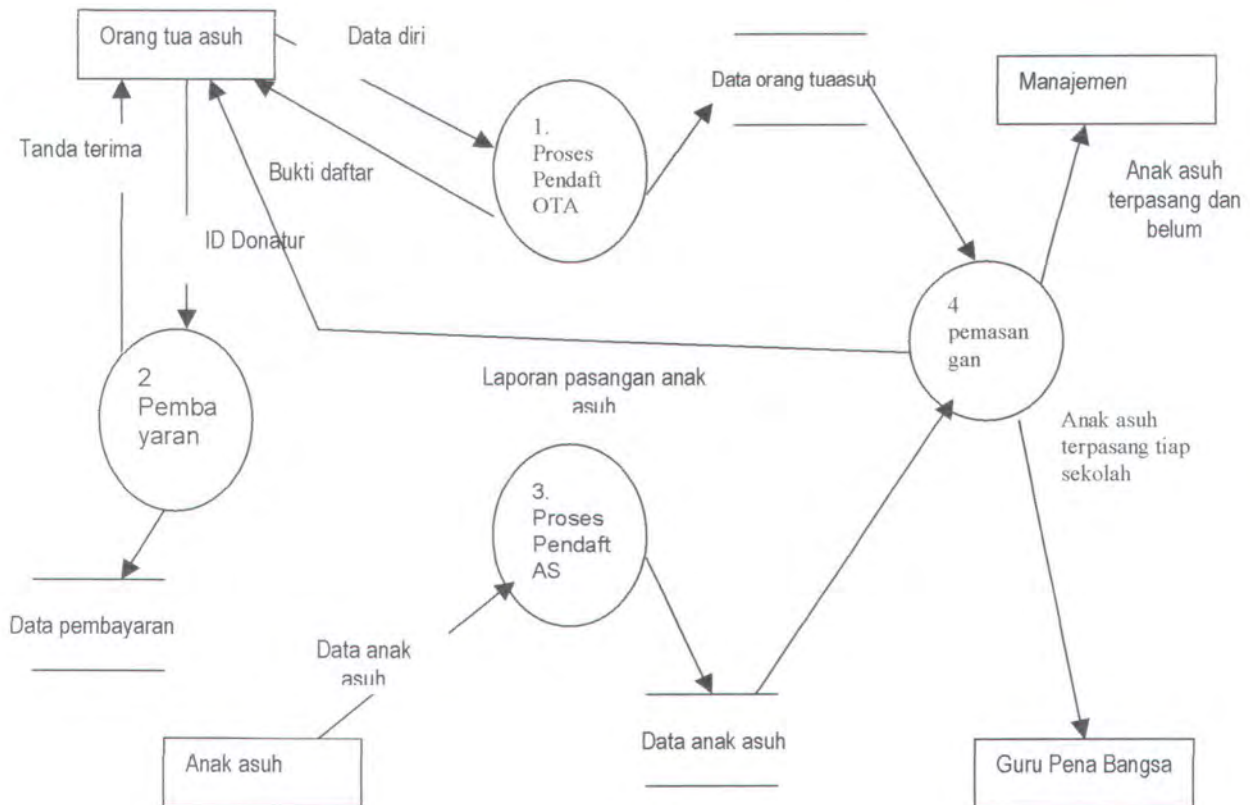 Orang tua asuh
Data diri
Data orang tuaasuh
Manajemen
Tanda terima
Bukti daftar
ID Donatur
1.
Proses
Pendaft
OTA
Anak asuh
terpasang dan
belum
4
pemasan
gan
2
Pemba
yaran
Laporan pasangan anak
asuh
Anak asuh
terpasang tiap
sekolah
3.
Proses
Pendaft
AS
Data pembayaran
Data anak
asuh
Data anak asuh
Anak asuh
Guru Pena Bangsa